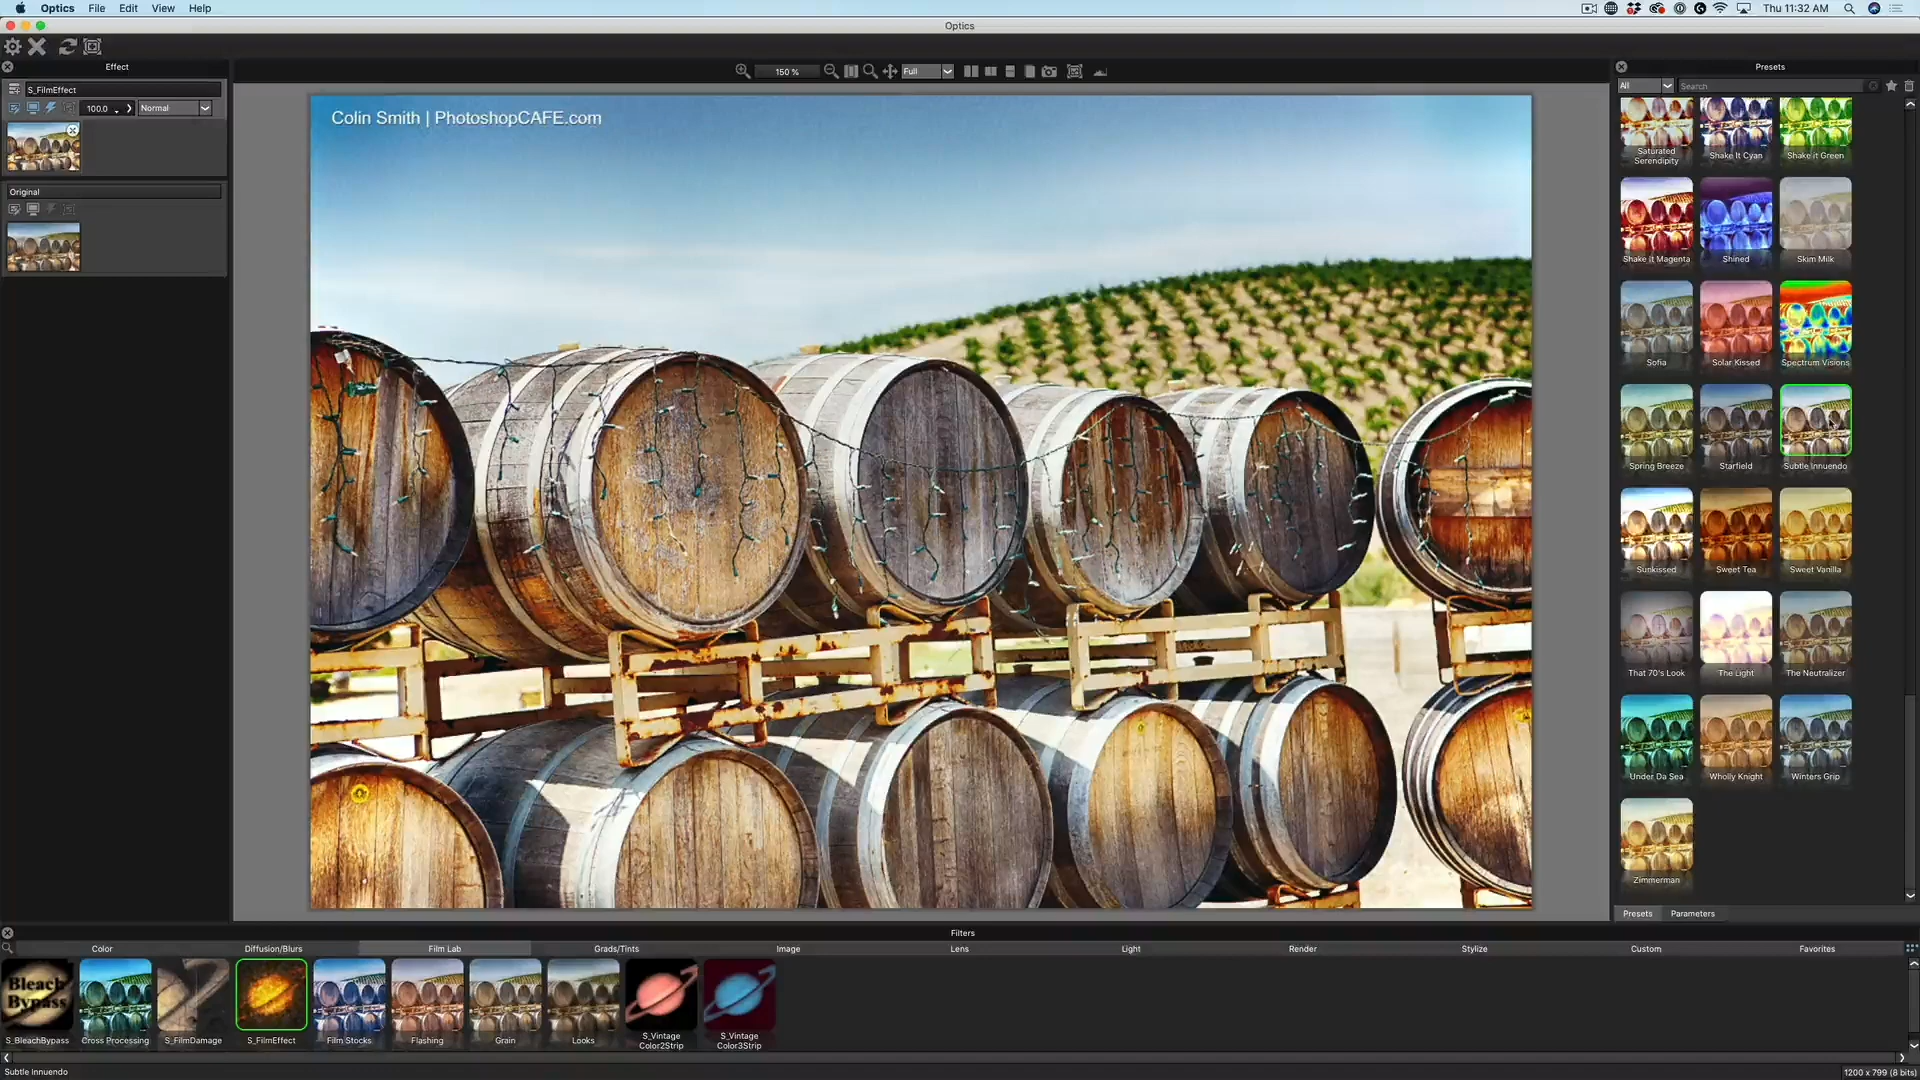 Optics File Edit View Help
Thu 11:32 AM
Optics
Effect
Presets
S_FilmEffect
150 %
Full
All
Search
100.0
Normal
Colin Smith | PhotoshopCAFE.com
Saturated
Serendipity
Shake It Cyan
Shake it Green
Original
Shake It Magenta
Shined
Skim Milk
Sofia
Solar Kissed
Spectrum Visions
Spring Breeze
Starfield
Subtle Innuendo
Sunkissed
Sweet Tea
Sweet Vanilla
That 70's Look
The Light
The Neutralizer
Under Da Sea
Wholly Knight
Winters Grip
Zimmerman
Presets
Parameters
Filters
Color
Diffusion/Blurs
Film Lab
Grads/Tints
Image
Lens
Light
Render
Stylize
Custom
Favorites
Bleach
Bypass
S_BleachBypass
Cross Processing
S_FilmDamage
S_FilmEffect
Film Stocks
Flashing
Grain
Looks
S_Vintage
Color2Strip
S_Vintage
Color3Strip
Subtle Innuendo
1200 x 799 (8 bits)